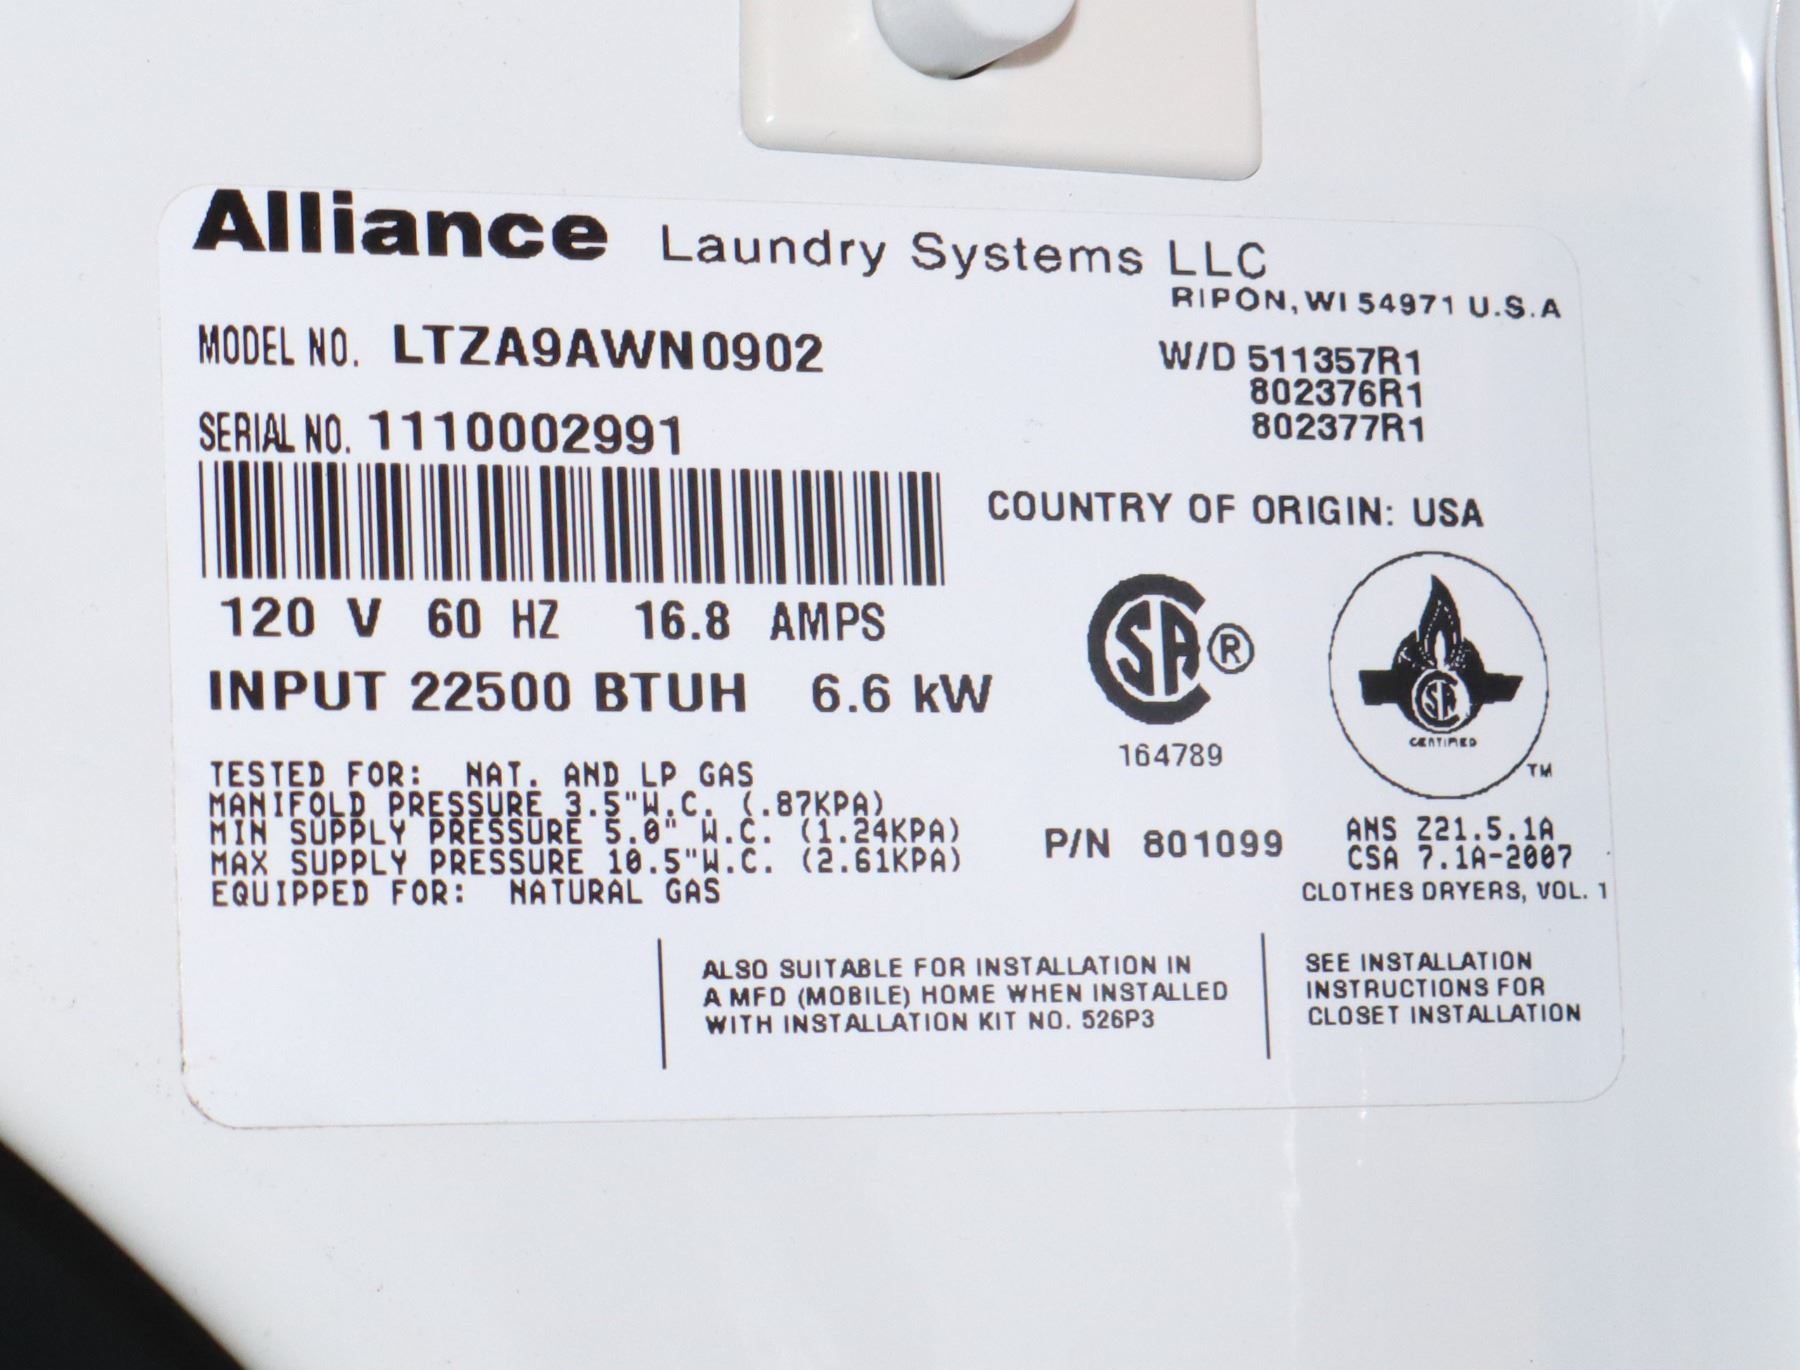 Alliance Laundry Systems LLC
RIPON, WI 54971 U.S.A
MODEL NO. LTZA9AWN0902
W/D 511357R1
802376R1
802377R1
SERIAL NO. 1110002991
COUNTRY OF ORIGIN: USA
120 V 60 HZ 16.8 AMPS
INPUT 22500 BTUH 6.6 kW
SA ®
164789
SA
CERTIFIED
TM
TESTED FOR: NAT. AND LP GAS
MANIFOLD PRESSURE 3.5"W.C. (.87KPA)
MIN SUPPLY PRESSURE 5.0" W.C. (1.24KPA)
MAX SUPPLY PRESSURE 10.5"W.C. (2.61KPA)
EQUIPPED FOR: NATURAL GAS
P/N 801099
ANS Z21.5.1A
CSA 7.1A-2007
CLOTHES DRYERS, VOL. 1
ALSO SUITABLE FOR INSTALLATION IN
A MFD (MOBILE) HOME WHEN INSTALLED
WITH INSTALLATION KIT NO. 526P3
SEE INSTALLATION
INSTRUCTIONS FOR
CLOSET INSTALLATION